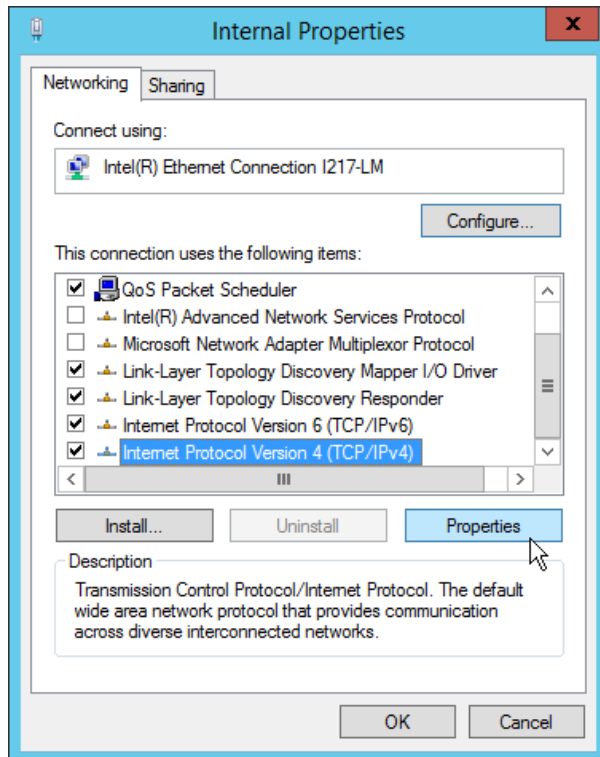 Internal Properties
x
Networking
Sharing
Connect using:
Intel(R) Ethernet Connection I217-LM
Configure...
This connection uses the following items:
QoS Packet Scheduler
Intel(R) Advanced Network Services Protocol
Microsoft Network Adapter Multiplexor Protocol
Link-Layer Topology Discovery Mapper I/O Driver
Link-Layer Topology Discovery Responder
Internet Protocol Version 6 (TCP/IPv6)
Internet Protocol Version 4 (TCP/IPv4)
Install...
Uninstall
Properties
Description
Transmission Control Protocol/Internet Protocol. The default
wide area network protocol that provides communication
across diverse interconnected networks.
OK
Cancel